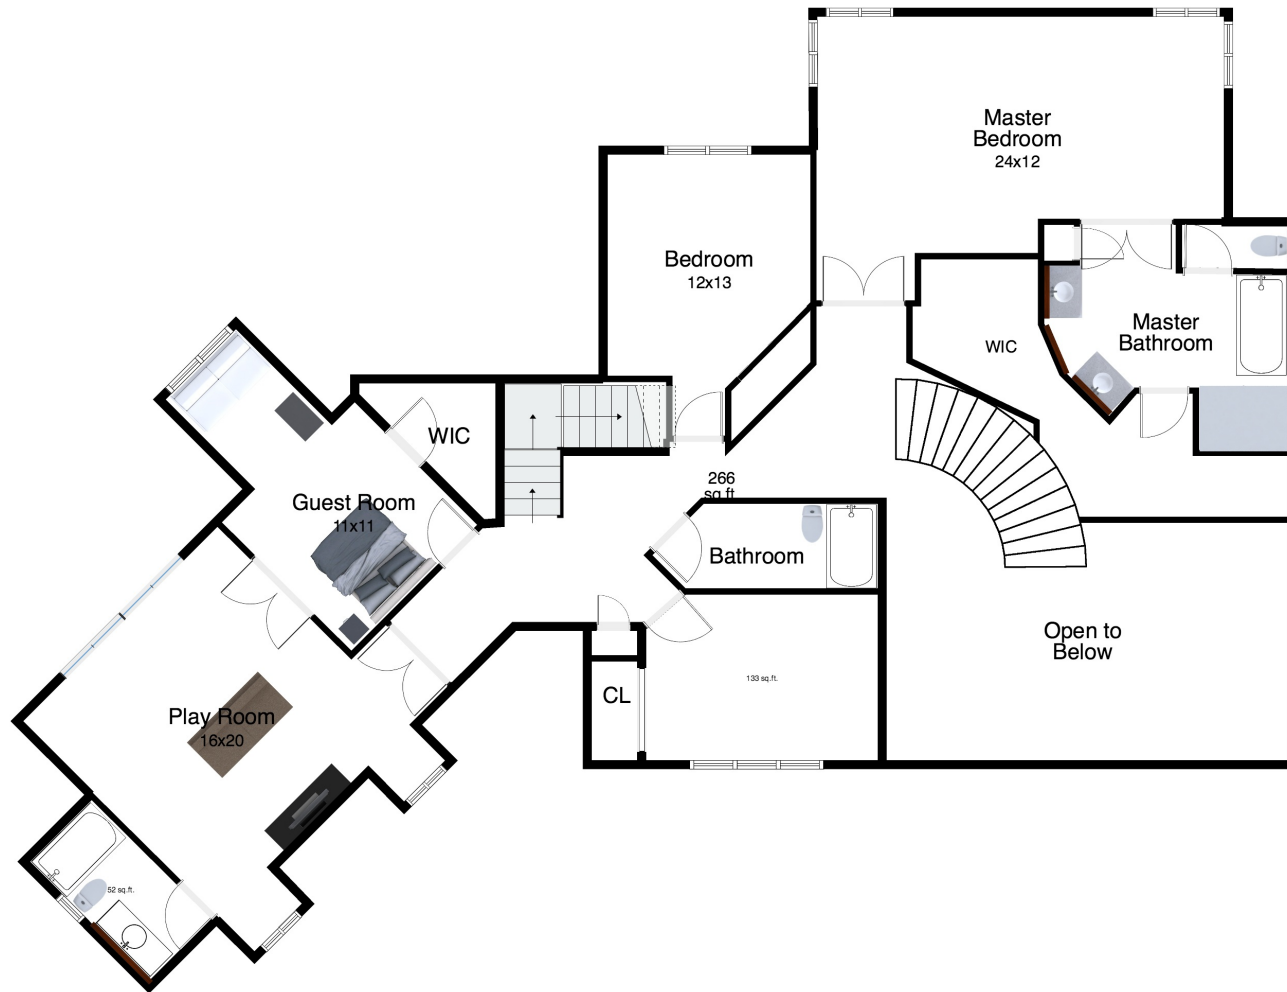 Master
Bedroom
24x12
Bedroom
12x13
Master
Bathroom
WIC
WIC
266
sq.ft
Guest Room
11x11
Bathroom
Open to
Below
133 sq.ft.
CL
Play Room
16x20
52 sq.ft.